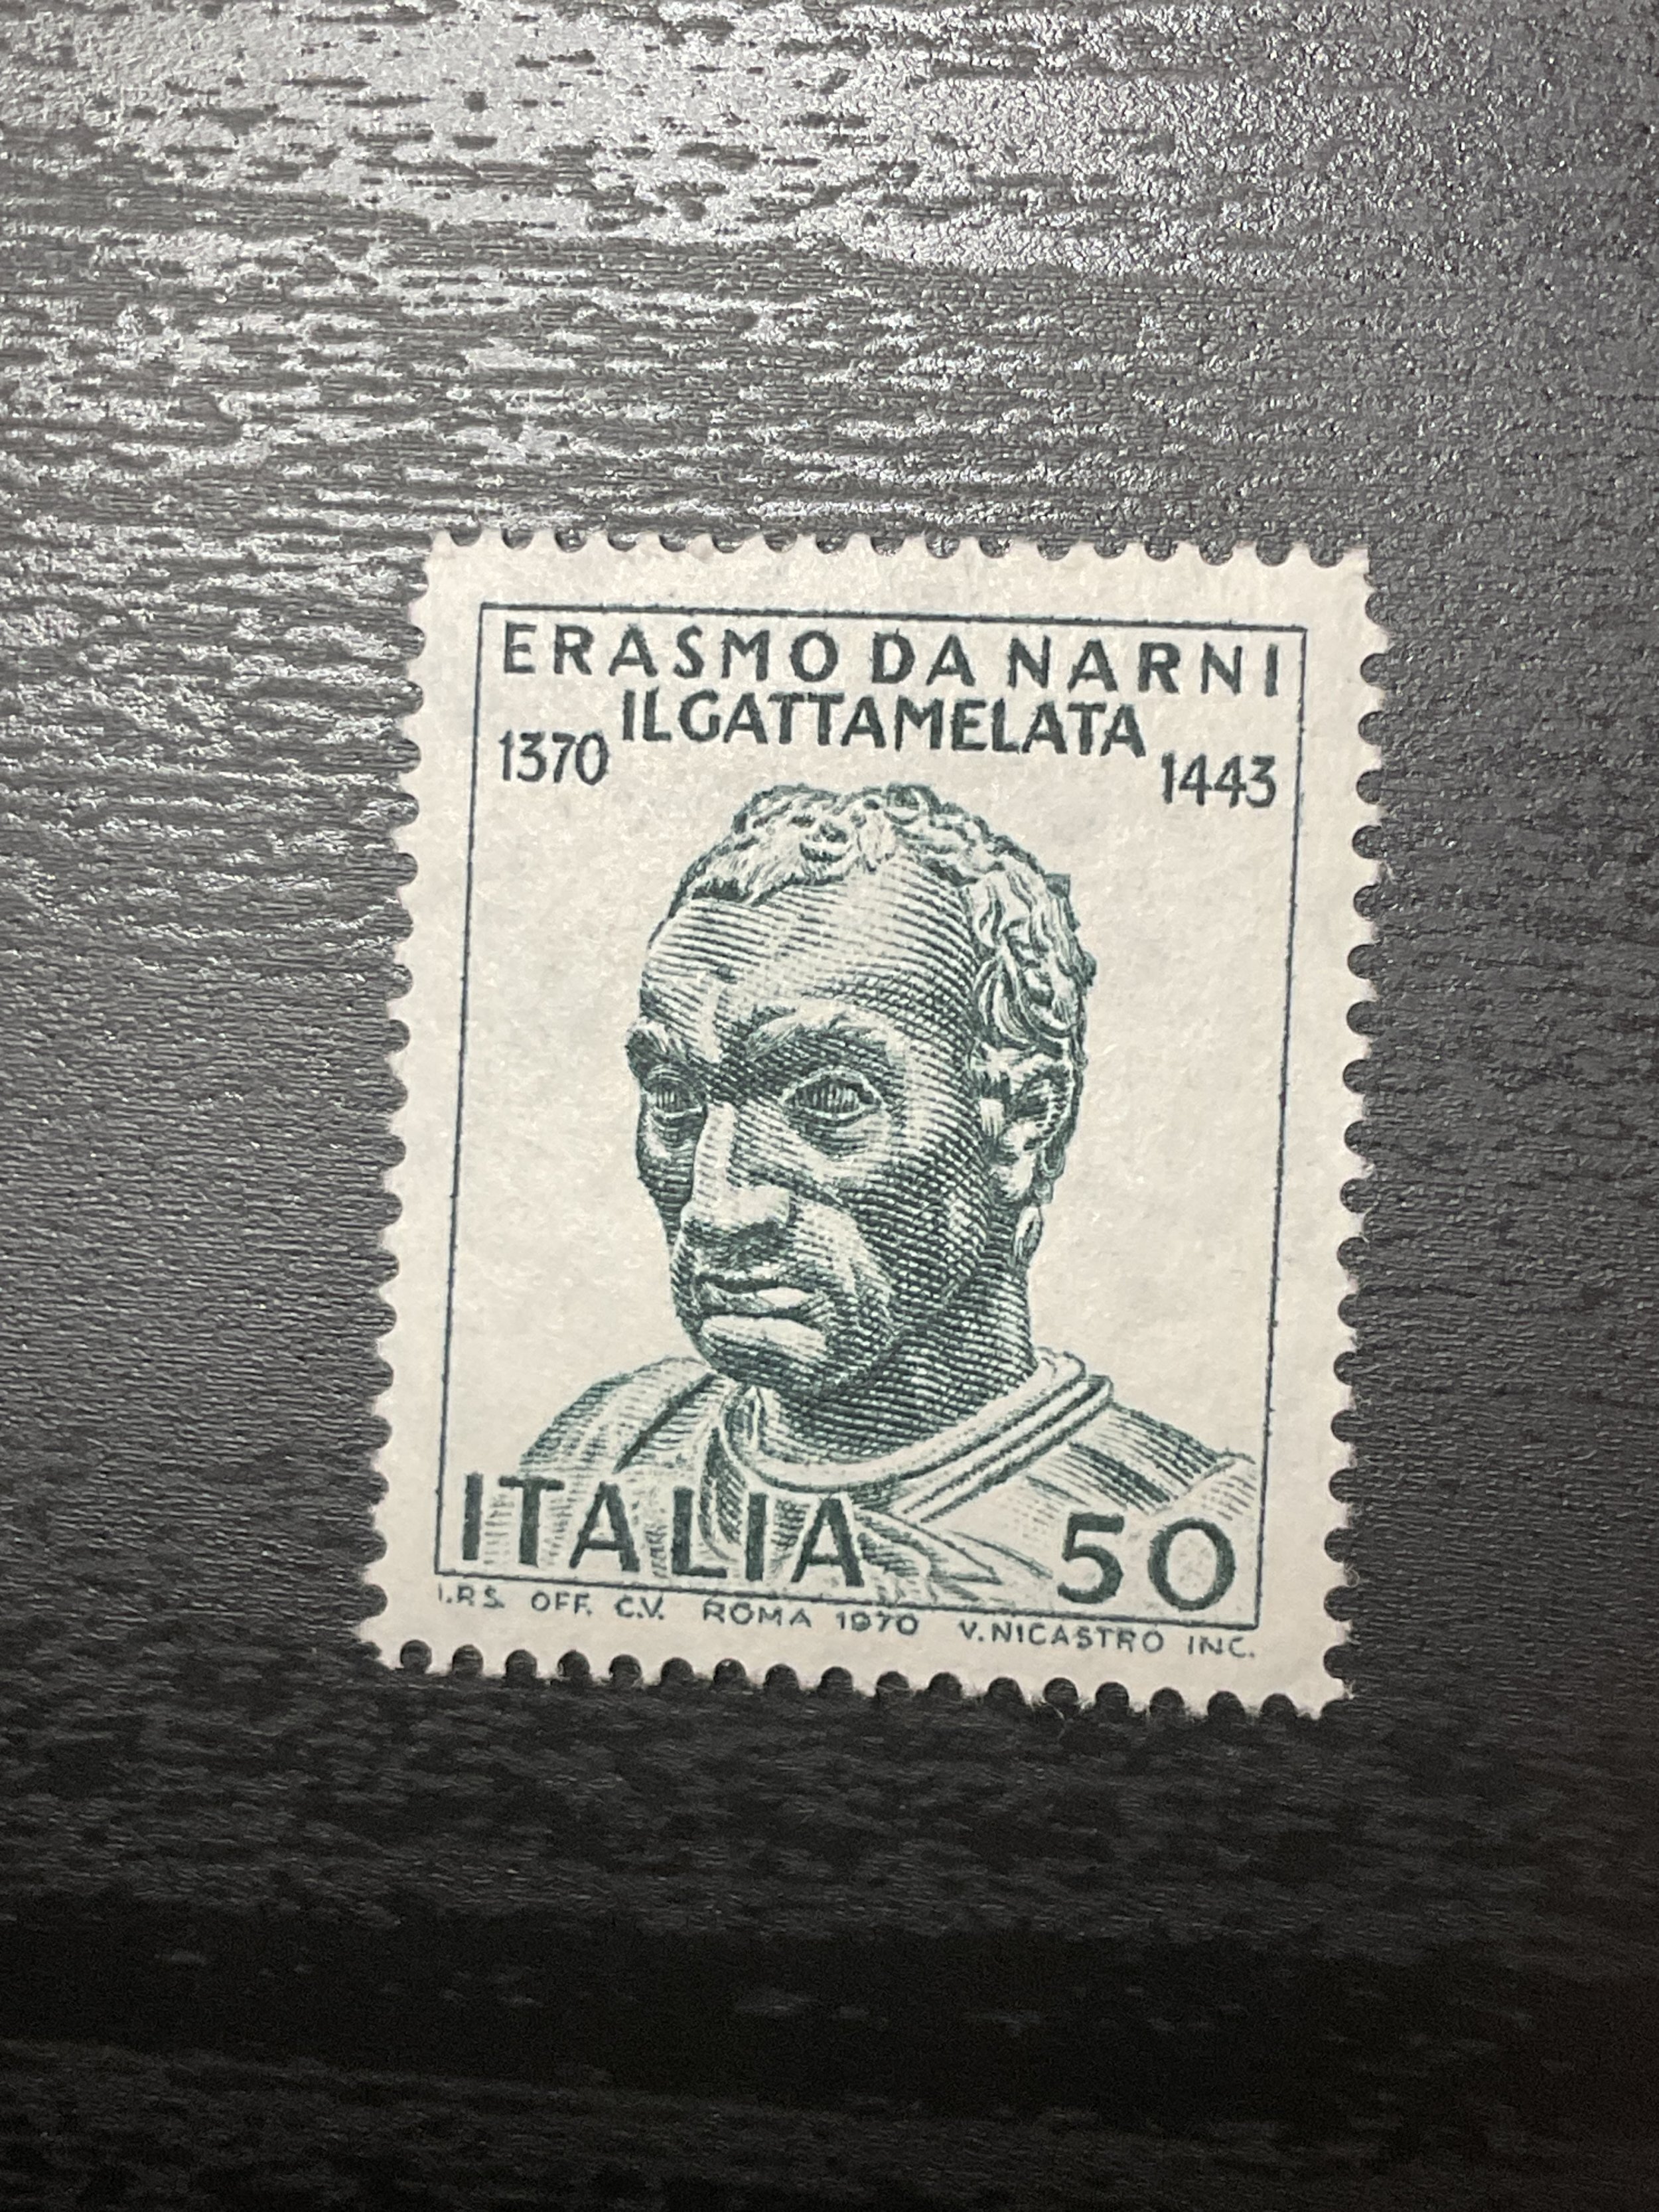 ERASMO DA NARNI
IL GATTAMELATA
1370 1443
ITALIA 50
I.P.S. OFF. C.V. ROMA 1970 V. NICASTRO INC.